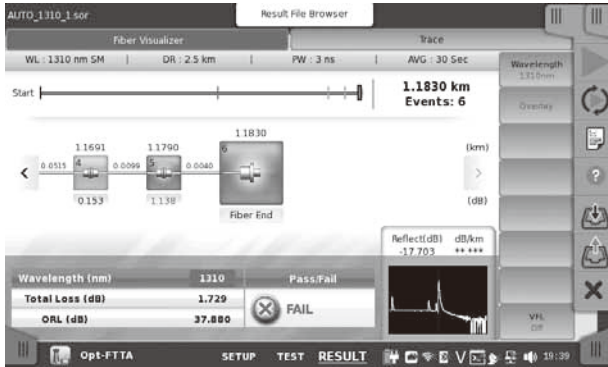 AUTO_1310_1.sor
Result File Browser
Fiber Visualizer
Trace
WL : 1310 nm SM | DR : 2.5 km | PW : 3 ns | AVG : 30 Sec
Wavelength
1310nm
Start
1.1830 km
Events: 6
Overlay
1.1691 1.1790 1.1830 (km)
4 5 6
0.0515 0.0099 0.0040
0.153 1.138 (dB)
Fiber End
Reflect(dB) dB/km
-17.703 **.***
Wavelength (nm) 1310 Pass/Fail
Total Loss (dB) 1.729
FAIL
ORL (dB) 37.880
VFL
Off
Opt-FTTA SETUP TEST RESULT 19:39